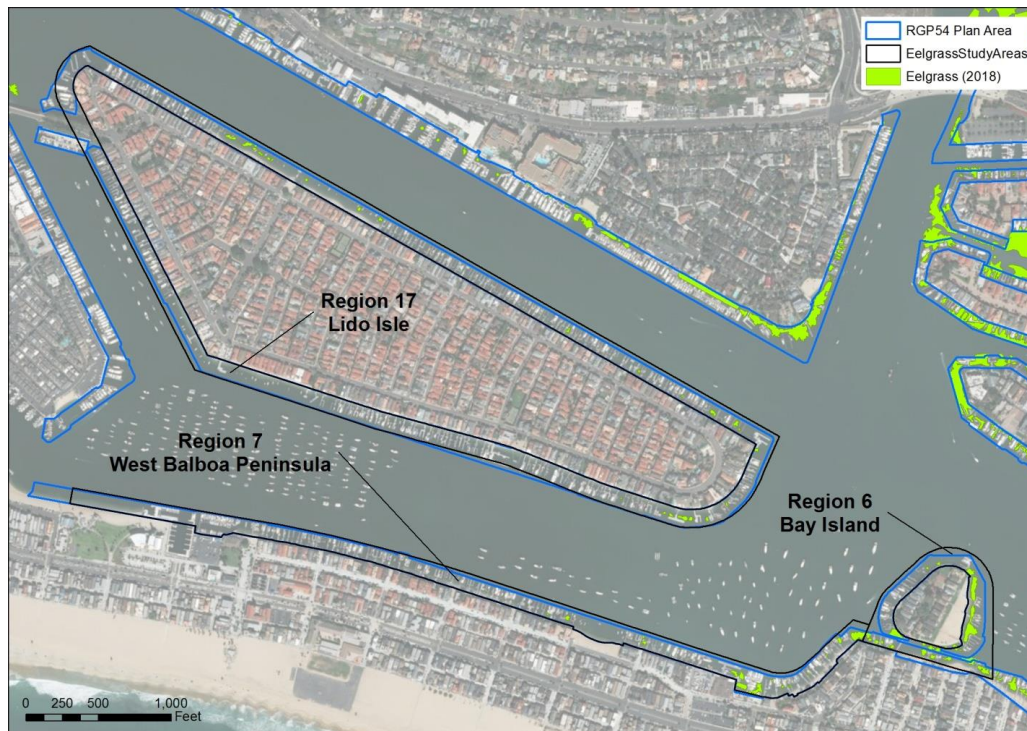 RGP54 Plan Area
EelgrassStudyAreas
Eelgrass (2018)
Region 17
Lido Isle
Region 7
West Balboa Peninsula
Region 6
Bay Island
0 250 500 1,000
Feet